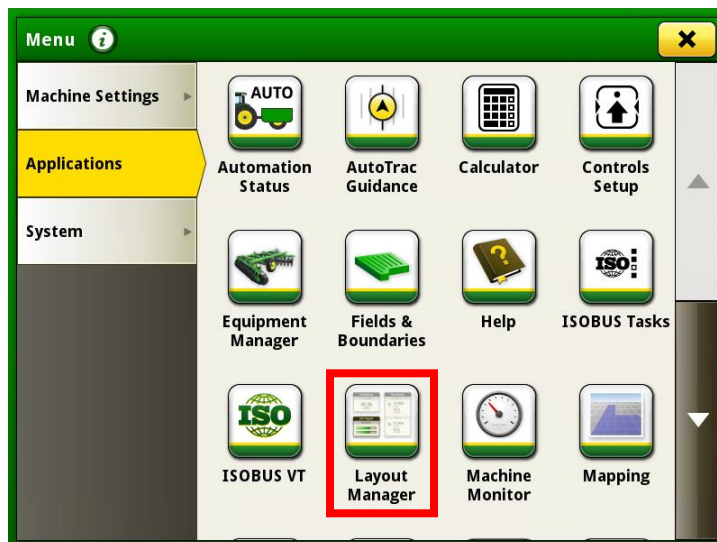 Menu
Machine Settings
Applications
System
AUTO
Automation
Status
AutoTrac
Guidance
Calculator
Controls
Setup
Equipment
Manager
Fields &
Boundaries
?
Help
ISO
ISOBUS Tasks
ISO
ISOBUS VT
Layout
Manager
Machine
Monitor
Mapping